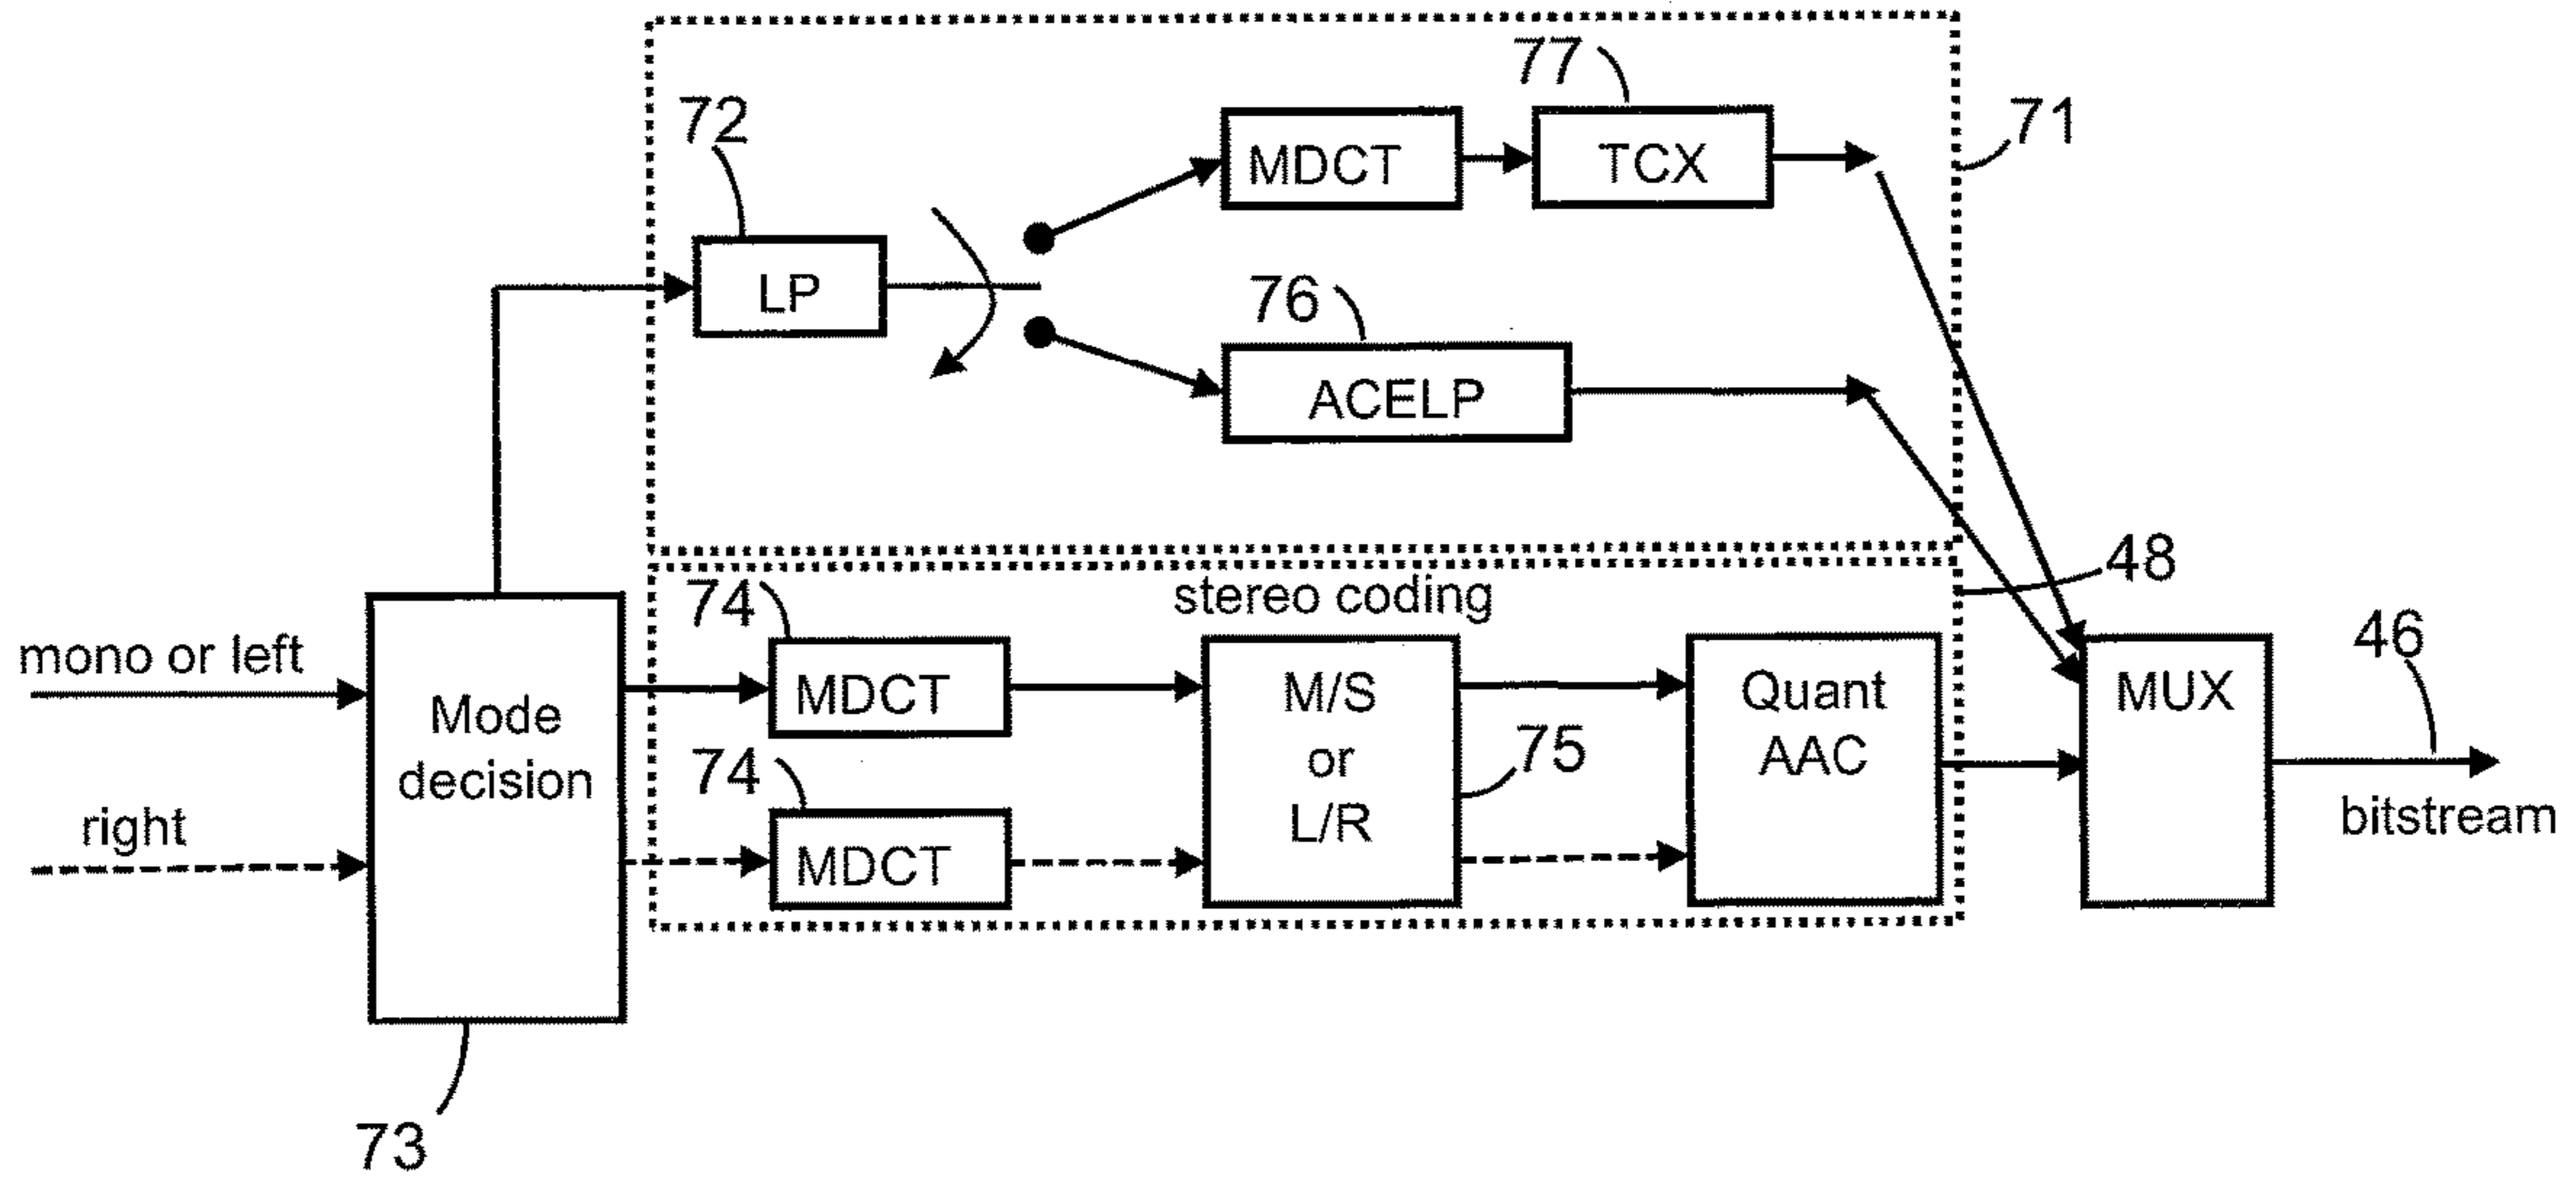 77
72
71
MDCT
TCX
LP
76
ACELP
48
stereo coding
74
mono or left
MDCT
M/S
or
L/R
75
Quant
AAC
MUX
46
Mode
decision
74
right
MDCT
bitstream
73